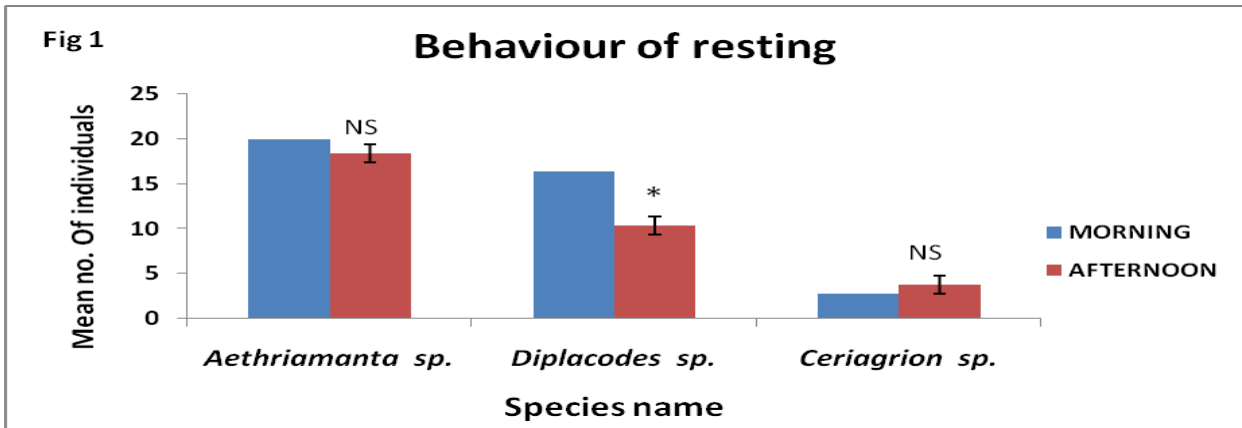 Fig 1
Behaviour of resting
Mean no. Of individuals
25
20
15
10
5
0
NS
*
NS
MORNING
AFTERNOON
Aethriamanta sp.
Diplacodes sp.
Ceriagrion sp.
Species name